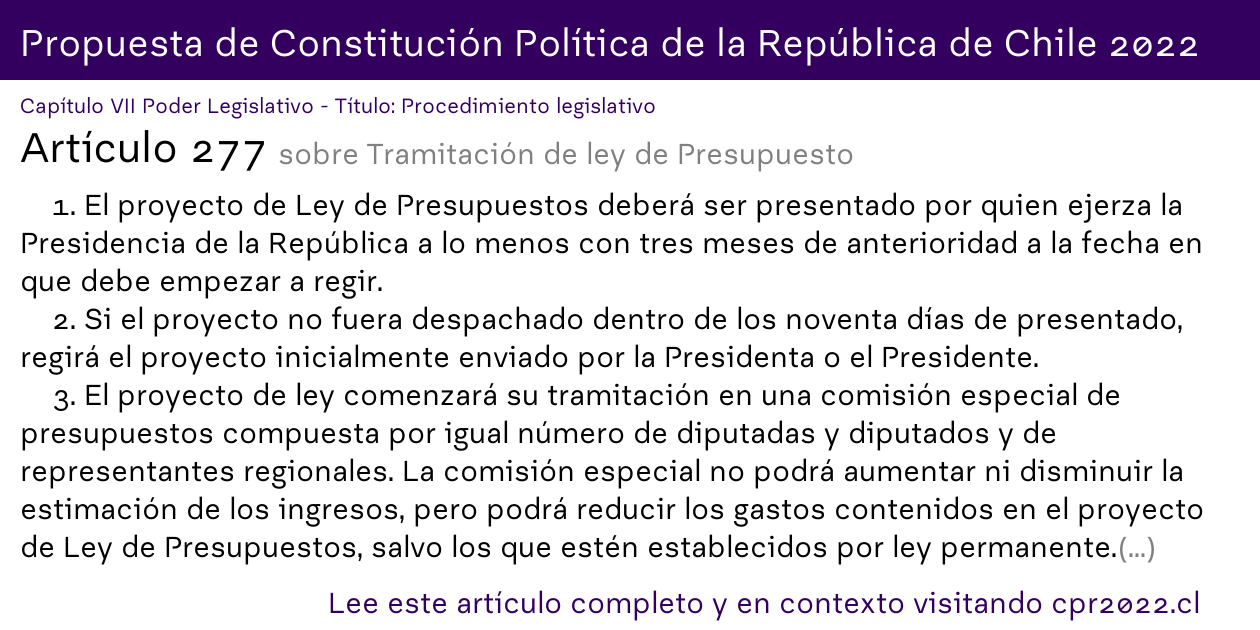 Propuesta de Constitución Política de la República de Chile 2022
Capítulo VII Poder Legislativo - Título: Procedimiento legislativo
Artículo 277 sobre Tramitación de ley de Presupuesto
1. El proyecto de Ley de Presupuestos deberá ser presentado por quien ejerza la
Presidencia de la República a lo menos con tres meses de anterioridad a la fecha en
que debe empezar a regir.
2. Si el proyecto no fuera despachado dentro de los noventa días de presentado,
regirá el proyecto inicialmente enviado por la Presidenta o el Presidente.
3. El proyecto de ley comenzará su tramitación en una comisión especial de
presupuestos compuesta por igual número de diputadas y diputados y de
representantes regionales. La comisión especial no podrá aumentar ni disminuir la
estimación de los ingresos, pero podrá reducir los gastos contenidos en el proyecto
de Ley de Presupuestos, salvo los que estén establecidos por ley permanente.(...)
Lee este artículo completo y en contexto visitando cpr2022.cl